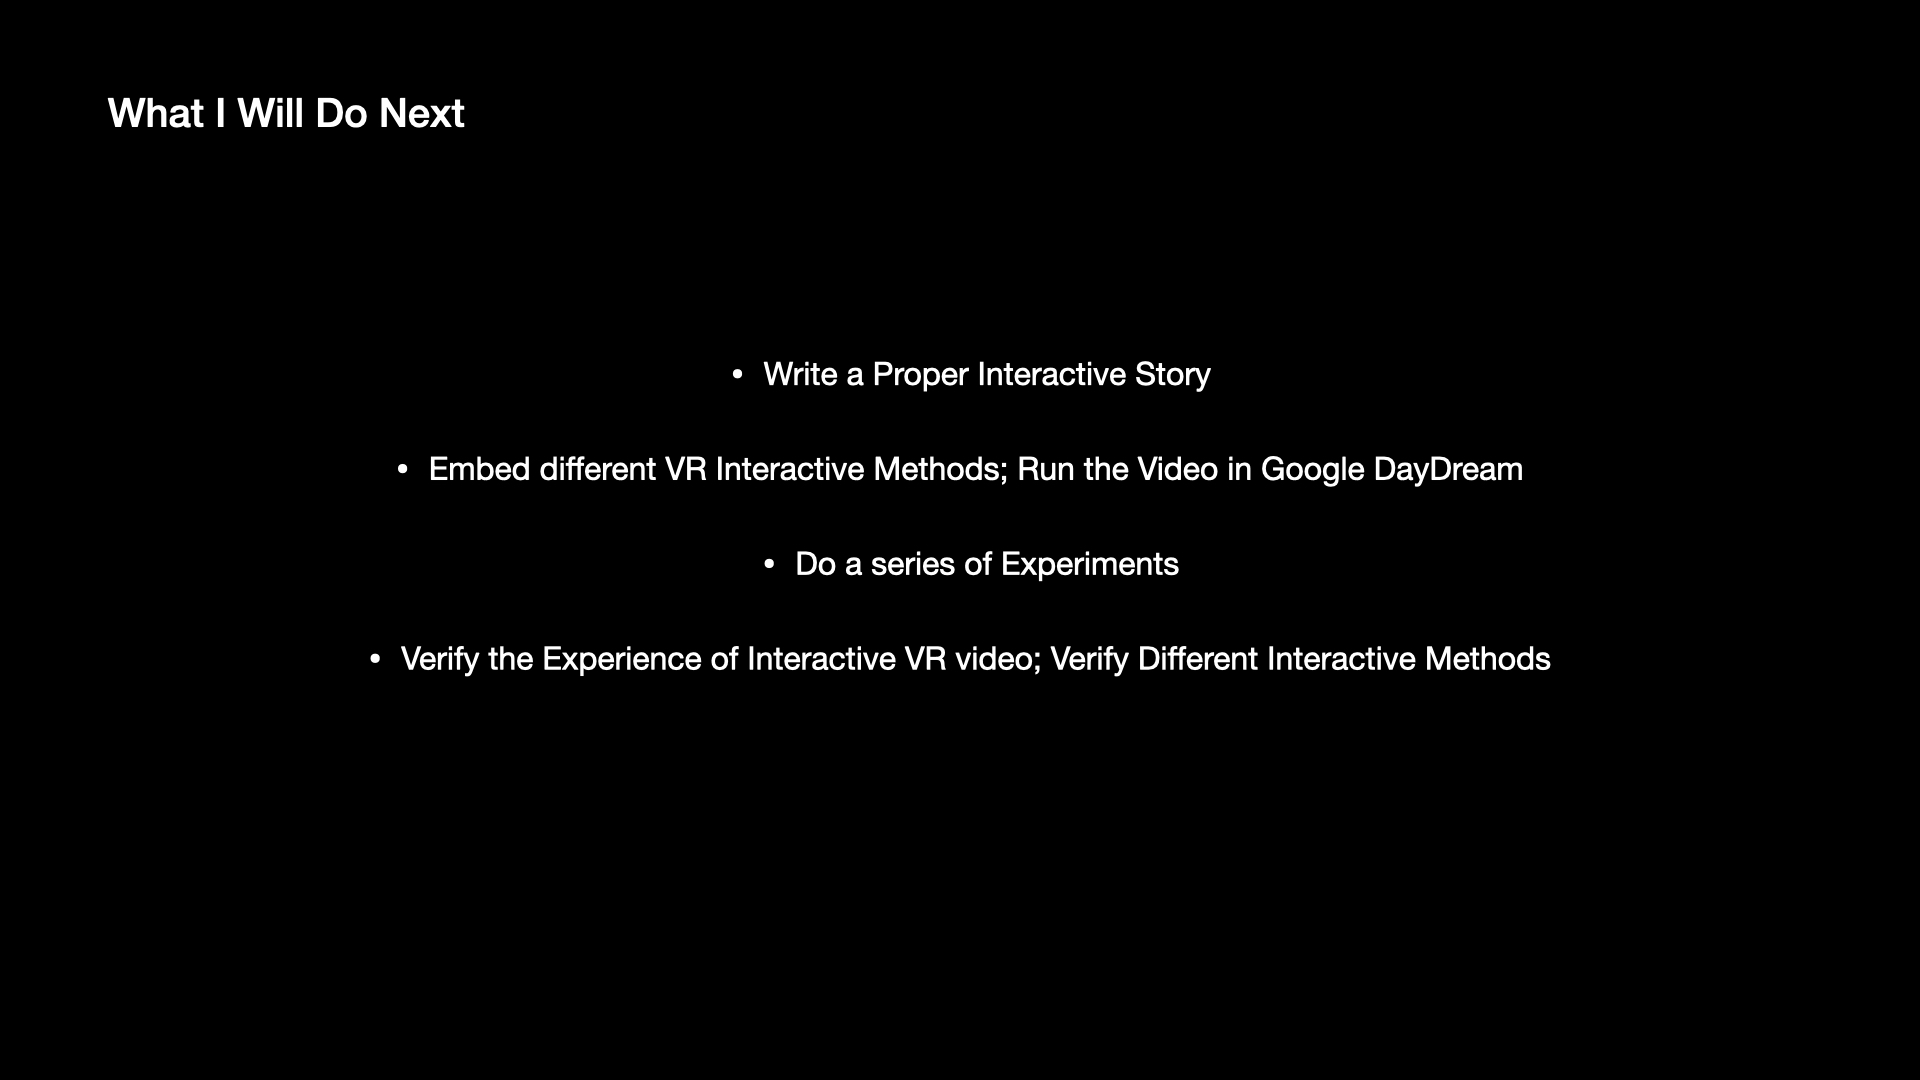 What I Will Do Next
• Write a Proper Interactive Story
• Embed different VR Interactive Methods; Run the Video in Google DayDream
• Do a series of Experiments
• Verify the Experience of Interactive VR video; Verify Different Interactive Methods